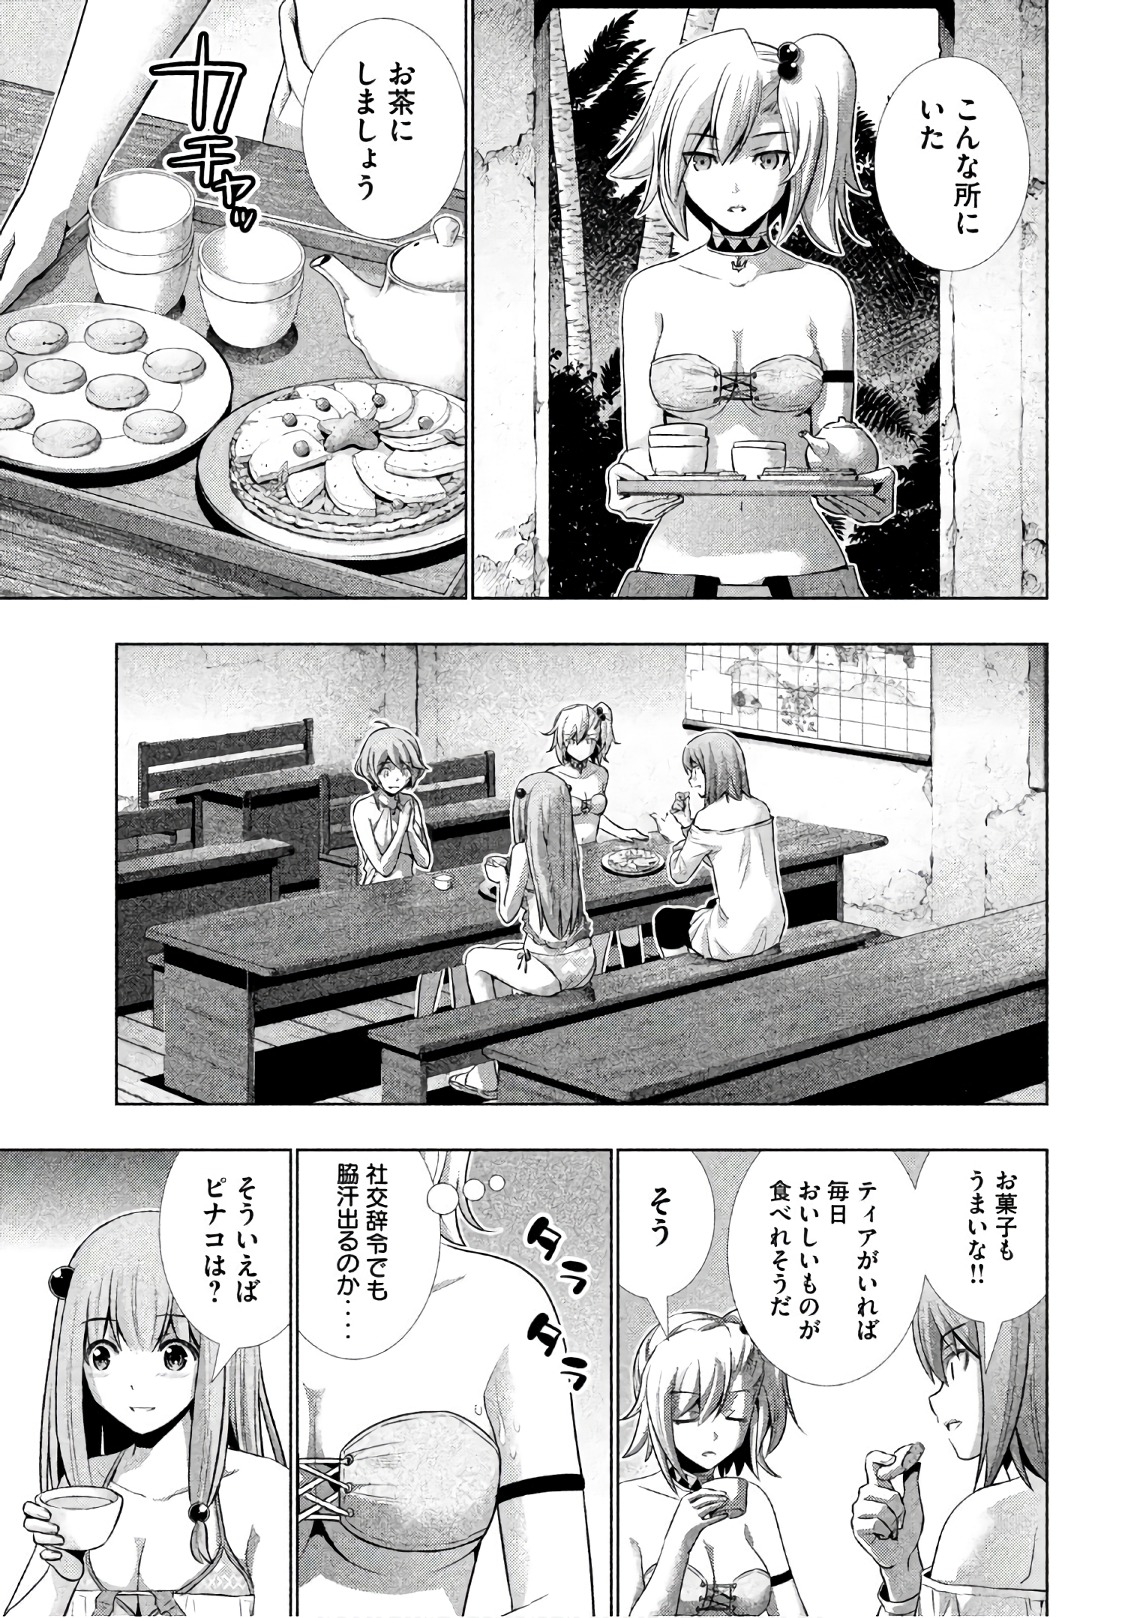 こんな所に
いた
お茶に
しましょう
カチャッ
お菓子も
うまいな!!
ティアがいれば
毎日
おいしいものが
食べれそうだ
そう
タラ
タラ
社交辞令でも
脇汗出るのか‥‥
そういえば
ピナコは？